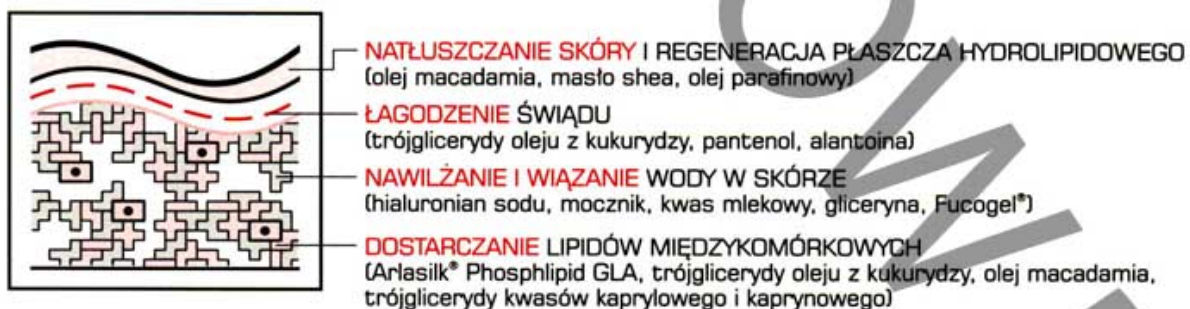 NATŁUSZCZANIE SKÓRY I REGENERACJA PŁASZCZA HYDROLIPIDOWEGO
(olej macadamia, masło shea, olej parafinowy)
ŁAGODZENIE ŚWIĄDU
(trójglicerydy oleju z kukurydzy, pantenol, alantoina)
NAWILŻANIE I WIĄZANIE WODY W SKÓRZE
(hialuronian sodu, mocznik, kwas mlekowy, gliceryna, Fucogel®)
DOSTARCZANIE LIPIDÓW MIĘDZYKOMÓRKOWYCH
(Arlasilk® Phosphlipid GLA, trójglicerydy oleju z kukurydzy, olej macadamia,
trójglicerydy kwasów kaprylowego i kaprynowego)